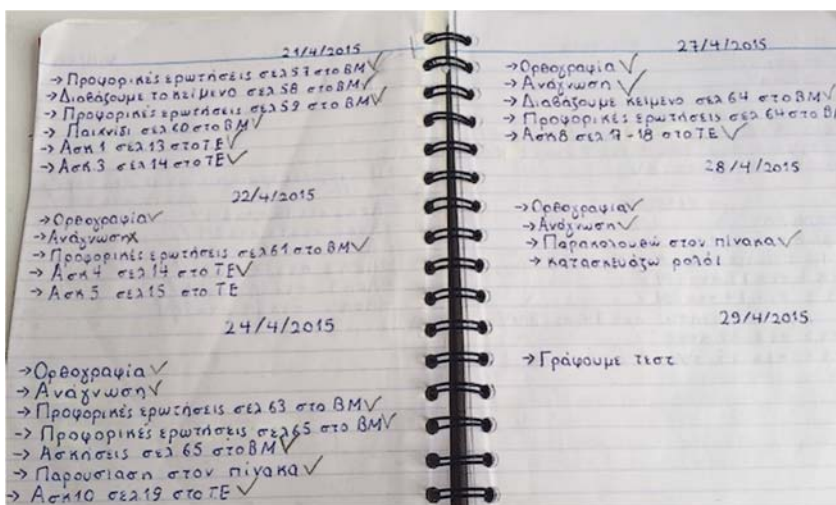 21/4/2015
→ Προφορικές ερωτήσεις σελ 57 στο ΒΜ ✓
→ Διαβάζουμε το κείμενο σελ 58 στο ΒΜ ✓
→ Προφορικές ερωτήσεις σελ 59 στο ΒΜ ✓
→ Παιχνίδι σελ 60 στο ΒΜ ✓
→ Ασκ 1 σελ 13 στο ΤΕ ✓
→ Ασκ 3 σελ 14 στο ΤΕ ✓
22/4/2015
→ Ορθογραφία ✓
→ Ανάγνωση x
→ Προφορικές ερωτήσεις σελ 61 στο ΒΜ ✓
→ Ασκ 4 σελ 14 στο ΤΕ ✓
→ Ασκ 5 σελ 15 στο ΤΕ
24/4/2015
→ Ορθογραφία ✓
→ Ανάγνωση ✓
→ Προφορικές ερωτήσεις σελ 63 στο ΒΜ ✓
→ Προφορικές ερωτήσεις σελ 65 στο ΒΜ ✓
→ Ασκήσεις σελ 65 στο ΒΜ ✓
→ Παρουσίαση στον πίνακα ✓
→ Ασκ 10 σελ 19 στο ΤΕ ✓
27/4/2015
→ Ορθογραφία ✓
→ Ανάγνωση ✓
→ Διαβάζουμε κείμενο σελ 64 στο ΒΜ ✓
→ Προφορικές ερωτήσεις σελ 64 στο ΒΜ
→ Ασκ 8 σελ 17-18 στο ΤΕ ✓
28/4/2015
→ Ορθογραφία ✓
→ Ανάγνωση ✓
→ Παρακολουθώ στον πίνακα ✓
→ κατασκευάζω ρολόι
29/4/2015
→ Γράφουμε τεστ